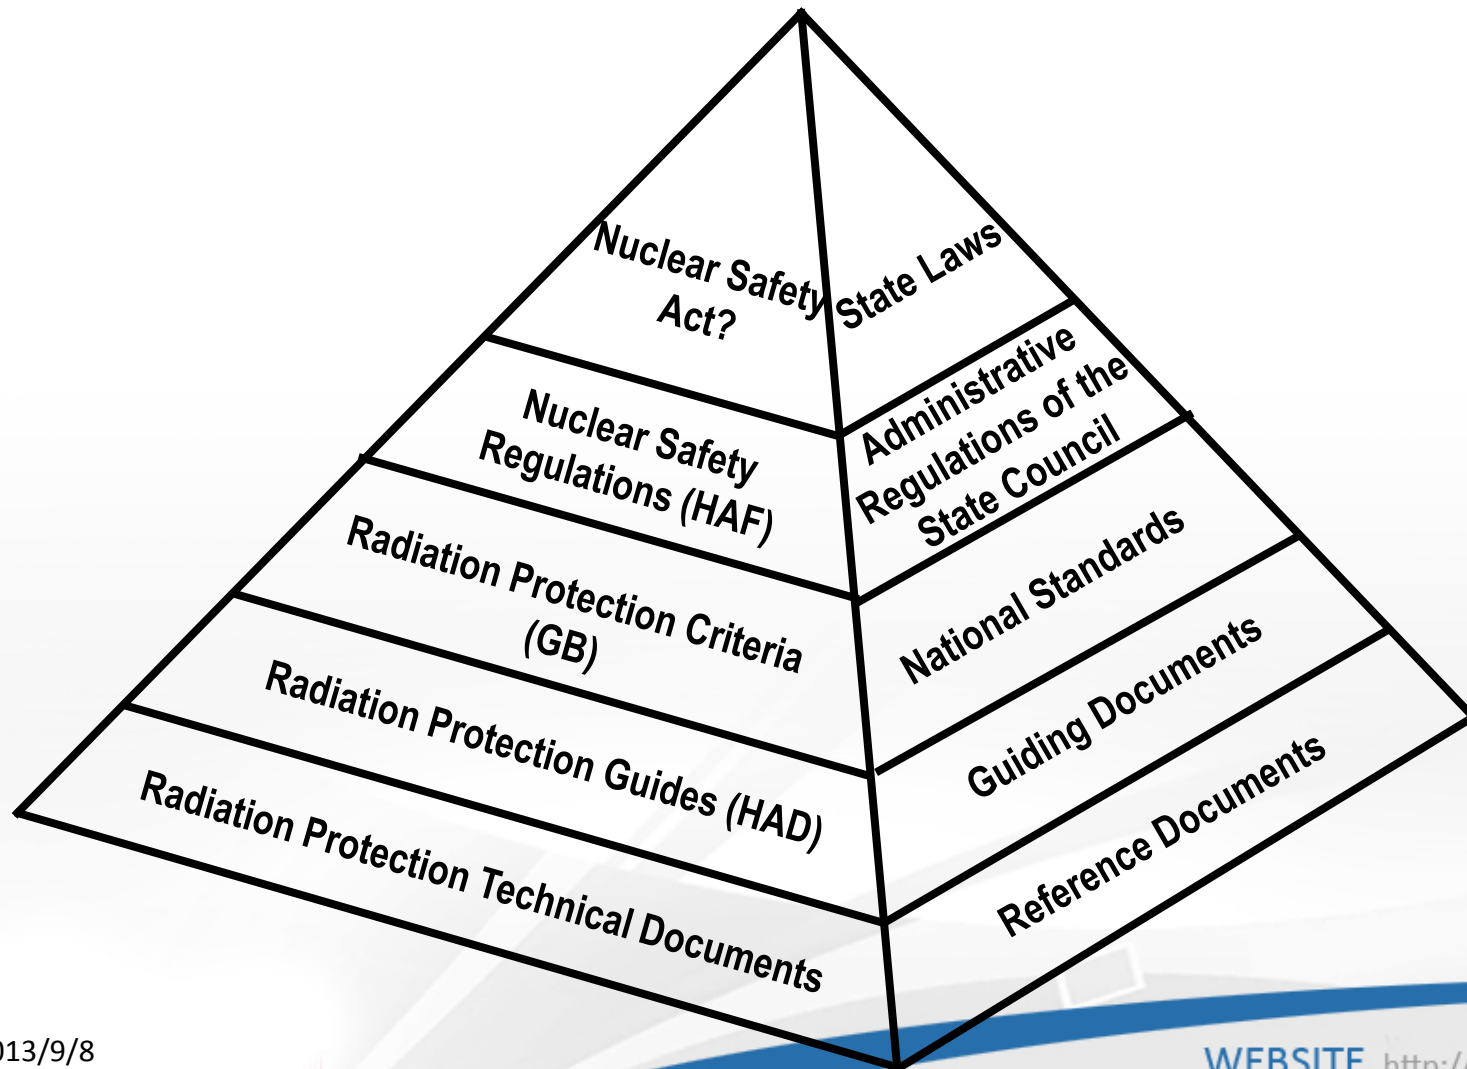 Nuclear Safety
Act?
State Laws
Nuclear Safety
Regulations (HAF)
Administrative
Regulations of the
State Council
Radiation Protection Criteria
(GB)
National Standards
Radiation Protection Guides (HAD)
Guiding Documents
Radiation Protection Technical Documents
Reference Documents
013/9/8
WEBSITE http:/